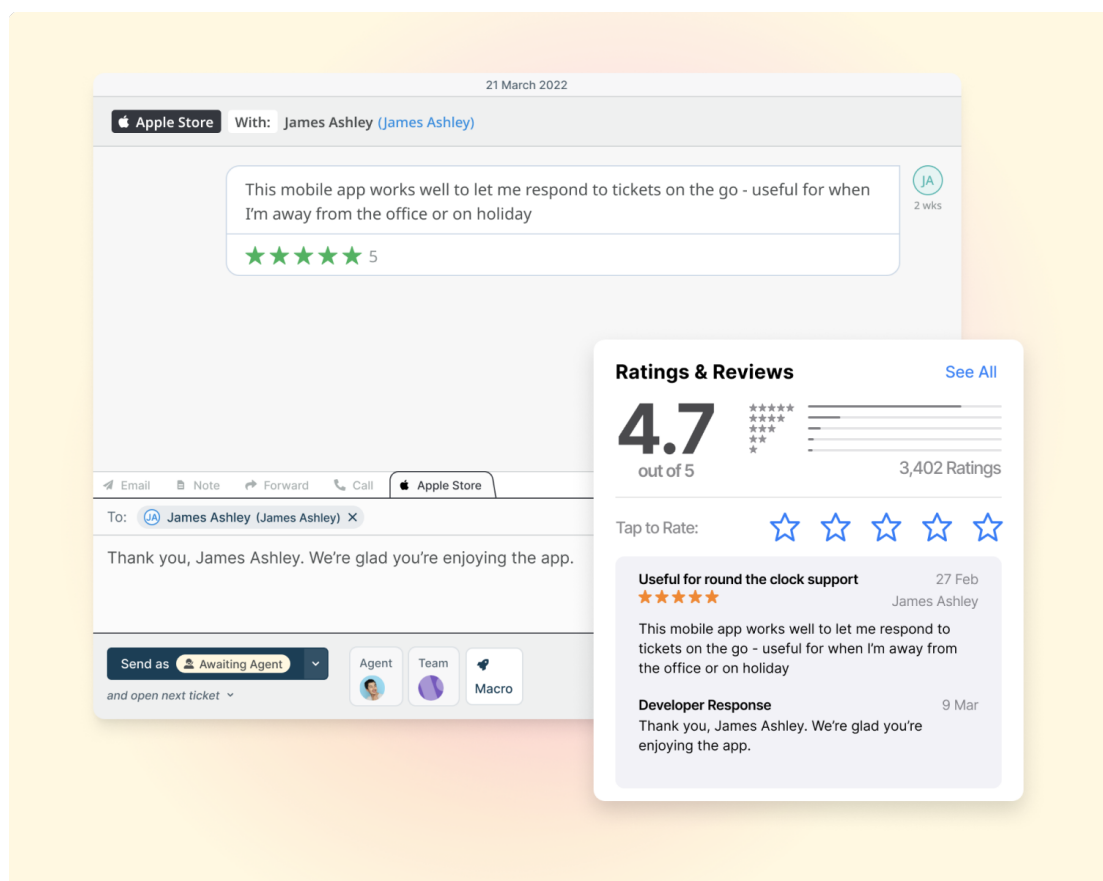 21 March 2022
Apple Store With: James Ashley (James Ashley)
This mobile app works well to let me respond to tickets on the go - useful for when
I'm away from the office or on holiday
JA
2 wks
★★★★★ 5
Email Note Forward Call Apple Store
To: JA James Ashley (James Ashley) ×
Thank you, James Ashley. We're glad you're enjoying the app.
Send as Awaiting Agent
and open next ticket
Agent
Team
Macro
Ratings & Reviews See All
4.7
out of 5
★★★★★
★★★★
★★★
★★
★
3,402 Ratings
Tap to Rate: ☆☆☆☆☆
Useful for round the clock support 27 Feb
★★★★★ James Ashley
This mobile app works well to let me respond to
tickets on the go - useful for when I'm away from
the office or on holiday
Developer Response 9 Mar
Thank you, James Ashley. We're glad you're
enjoying the app.